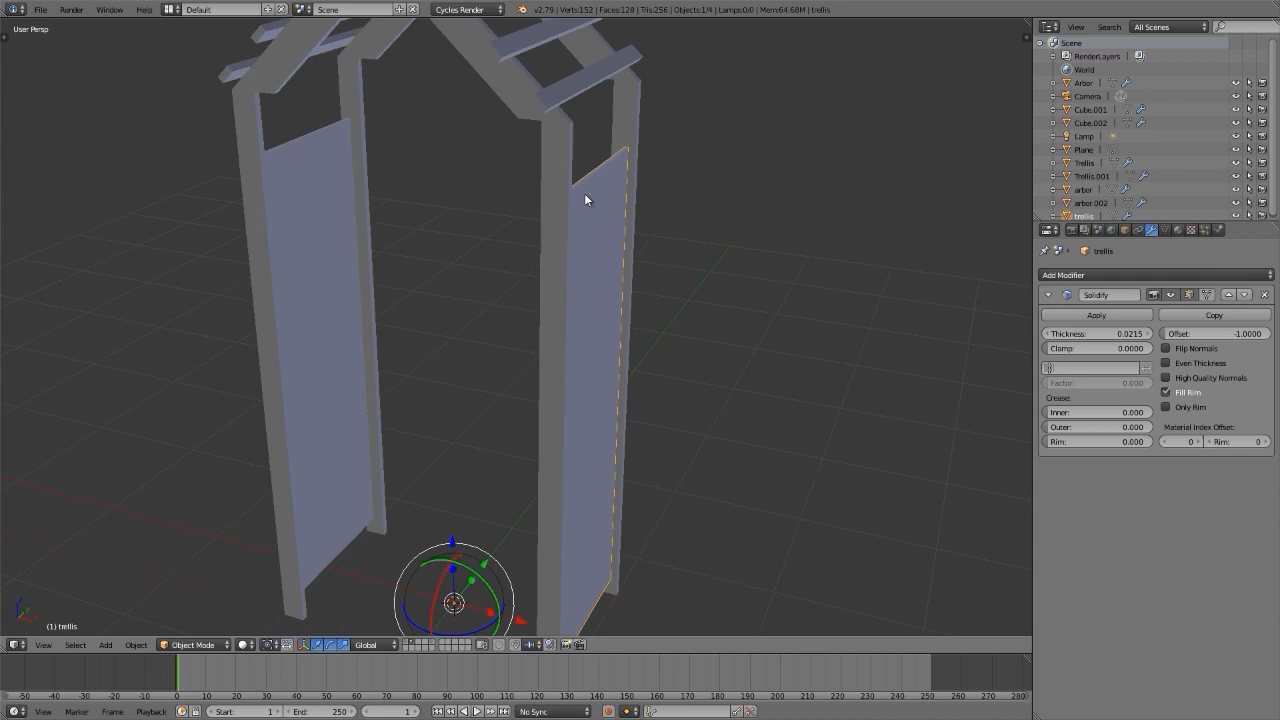 File Render Window Help Default Scene Cycles Render v2.79 | Verts:152 | Faces:128 | Tris:256 | Objects:1/4 | Lamps:0/0 | Mem:64.68M | trellis
User Persp
View Search All Scenes
Scene
RenderLayers
World
Arbor
Camera
Cube.001
Cube.002
Lamp
Plane
Trellis
Trellis.001
arbor
arbor.002
trellis
trellis
Add Modifier
Solidify
Apply Copy
Thickness: 0.0215 Offset: -1.0000
Clamp: 0.0000 Flip Normals
Even Thickness
High Quality Normals
Factor: 0.000 Fill Rim
Crease: Only Rim
Inner: 0.000
Outer: 0.000 Material Index Offset:
Rim: 0.000 0 Rim: 0
(1) trellis
View Select Add Object Object Mode Global
-50 -40 -30 -20 -10 0 10 20 30 40 50 60 70 80 90 100 110 120 130 140 150 160 170 180 190 200 210 220 230 240 250 260 270 280
View Marker Frame Playback Start: 1 End: 250 1 No Sync